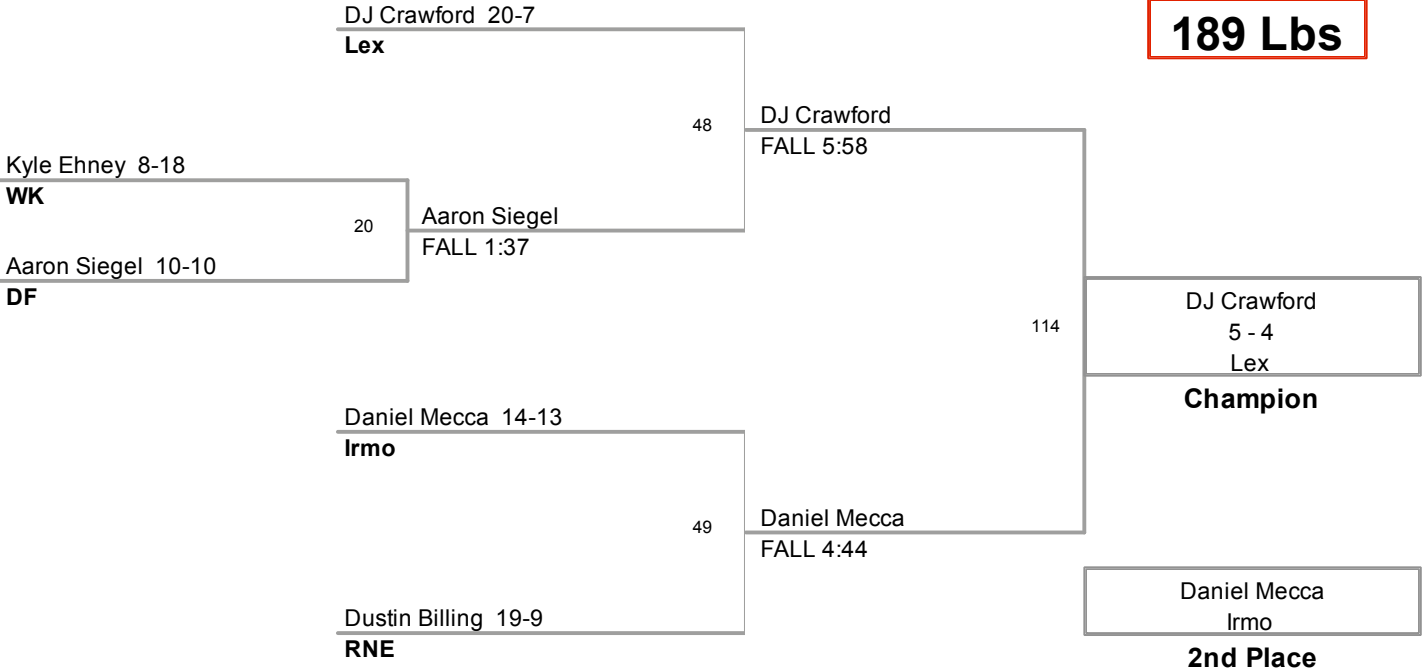 DJ Crawford  20-7
Lex
189 Lbs
48
DJ Crawford
FALL 5:58
Kyle Ehney  8-18
WK
20
Aaron Siegel
FALL 1:37
Aaron Siegel  10-10
DF
DJ Crawford
5 - 4
Lex
Champion
114
Daniel Mecca  14-13
Irmo
49
Daniel Mecca
FALL 4:44
Dustin Billing  19-9
RNE
Daniel Mecca
Irmo
2nd Place